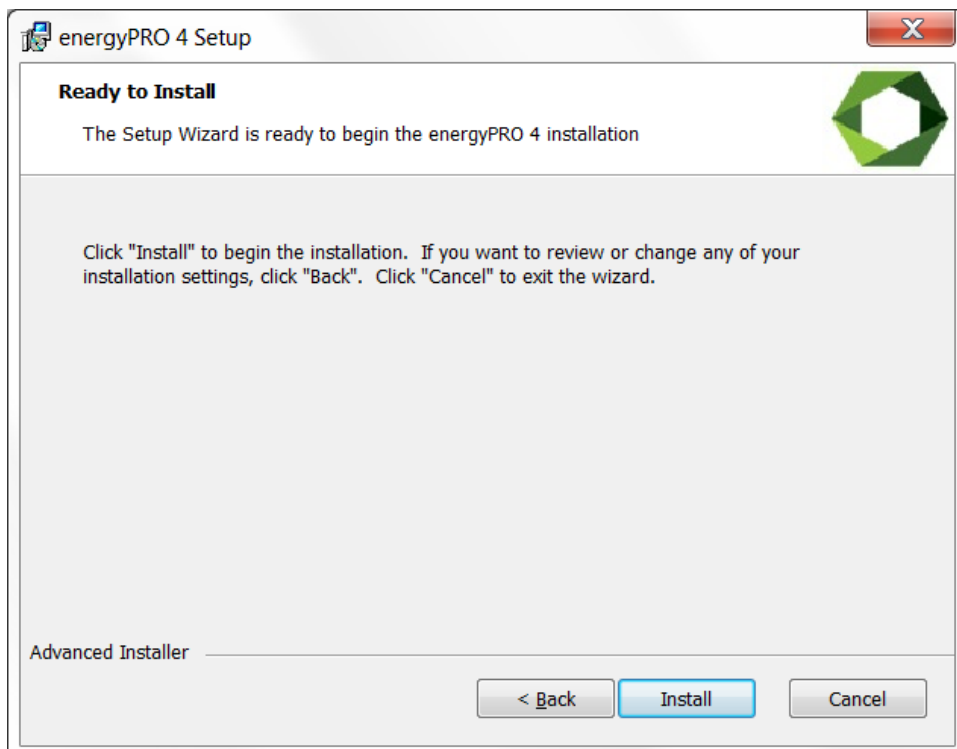 energyPRO 4 Setup
X
Ready to Install
The Setup Wizard is ready to begin the energyPRO 4 installation
Click "Install" to begin the installation.  If you want to review or change any of your
installation settings, click "Back".  Click "Cancel" to exit the wizard.
Advanced Installer
< Back
Install
Cancel